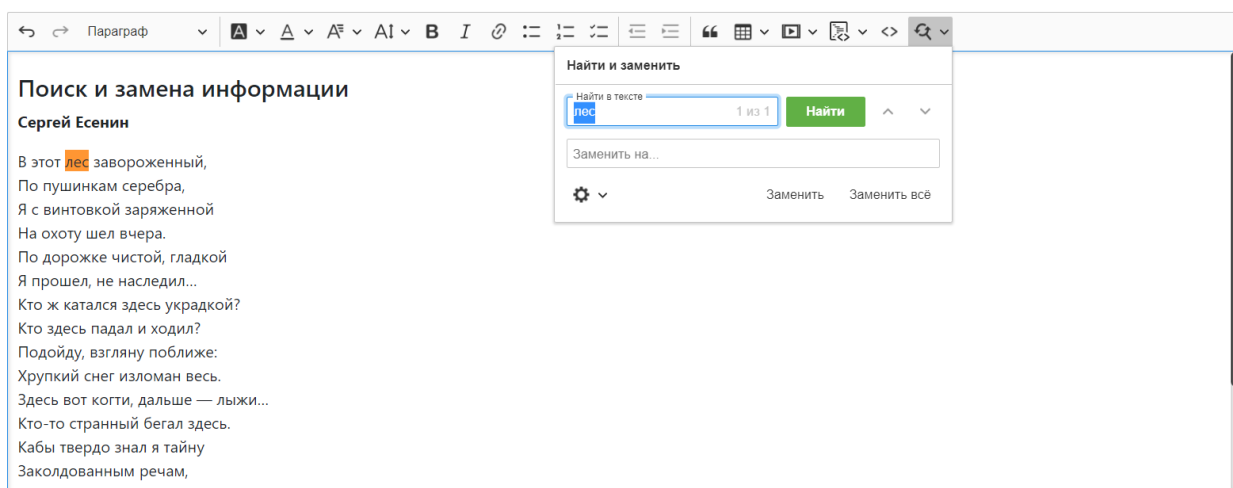 Параграф
Найти и заменить
Найти в тексте
лес
1 из 1
Найти
Заменить на...
Заменить
Заменить всё
Поиск и замена информации
Сергей Есенин
В этот лес завороженный,
По пушинкам серебра,
Я с винтовкой заряженной
На охоту шел вчера.
По дорожке чистой, гладкой
Я прошел, не наследил...
Кто ж катался здесь украдкой?
Кто здесь падал и ходил?
Подойду, взгляну поближе:
Хрупкий снег изломан весь.
Здесь вот когти, дальше — лыжи...
Кто-то странный бегал здесь.
Кабы твердо знал я тайну
Заколдованным речам,